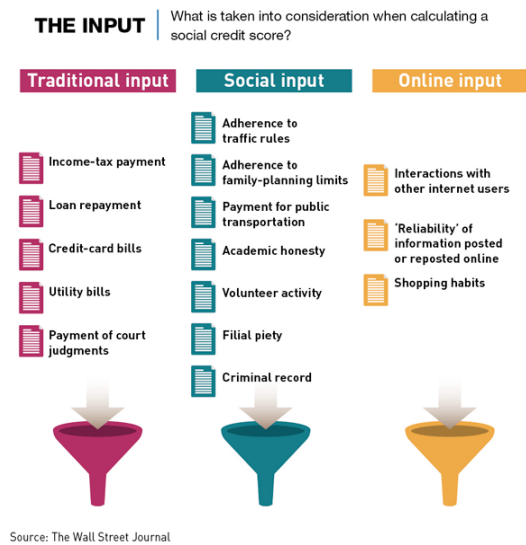 THE INPUT
What is taken into consideration when calculating a
social credit score?
Traditional input
Income-tax payment
Loan repayment
Credit-card bills
Utility bills
Payment of court
judgments
Social input
Adherence to
traffic rules
Adherence to
family-planning limits
Payment for public
transportation
Academic honesty
Volunteer activity
Filial piety
Criminal record
Online input
Interactions with
other internet users
‘Reliability’ of
information posted
or reposted online
Shopping habits
Source: The Wall Street Journal